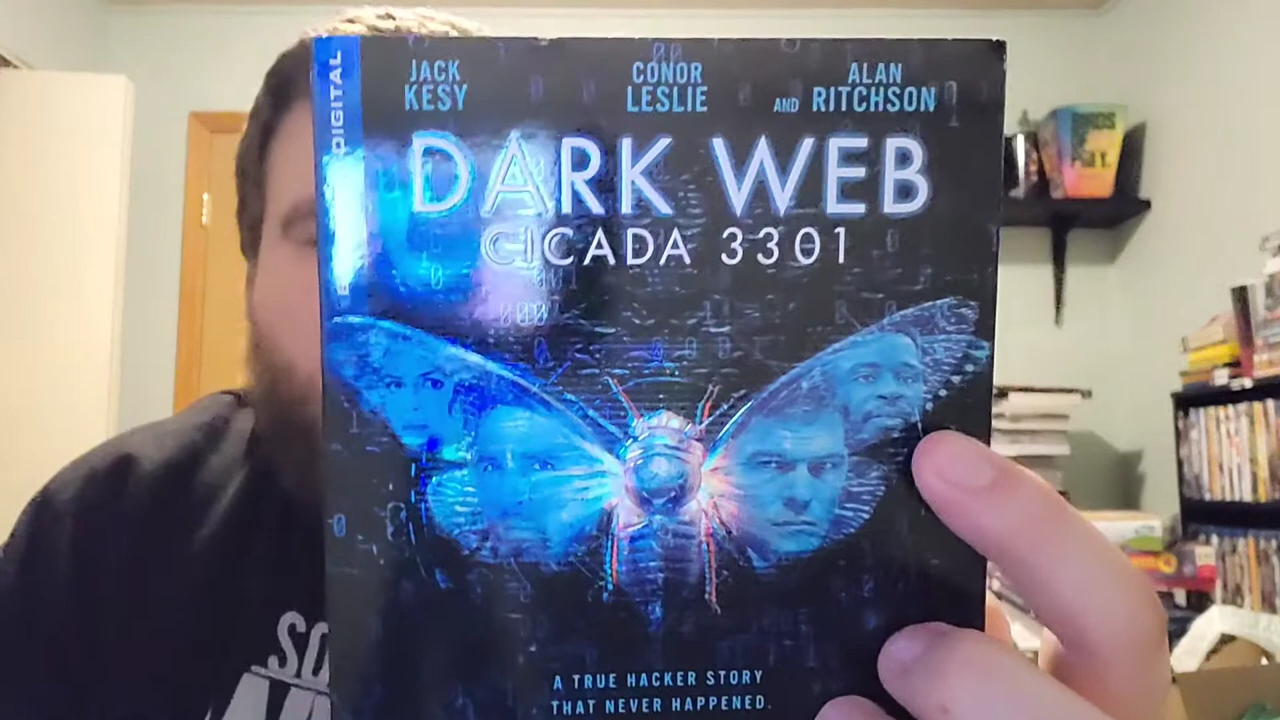 DIGITAL
JACK
KESY
CONOR
LESLIE
ALAN
AND RITCHSON
DARK WEB
CICADA 3301
A TRUE HACKER STORY
THAT NEVER HAPPENED.